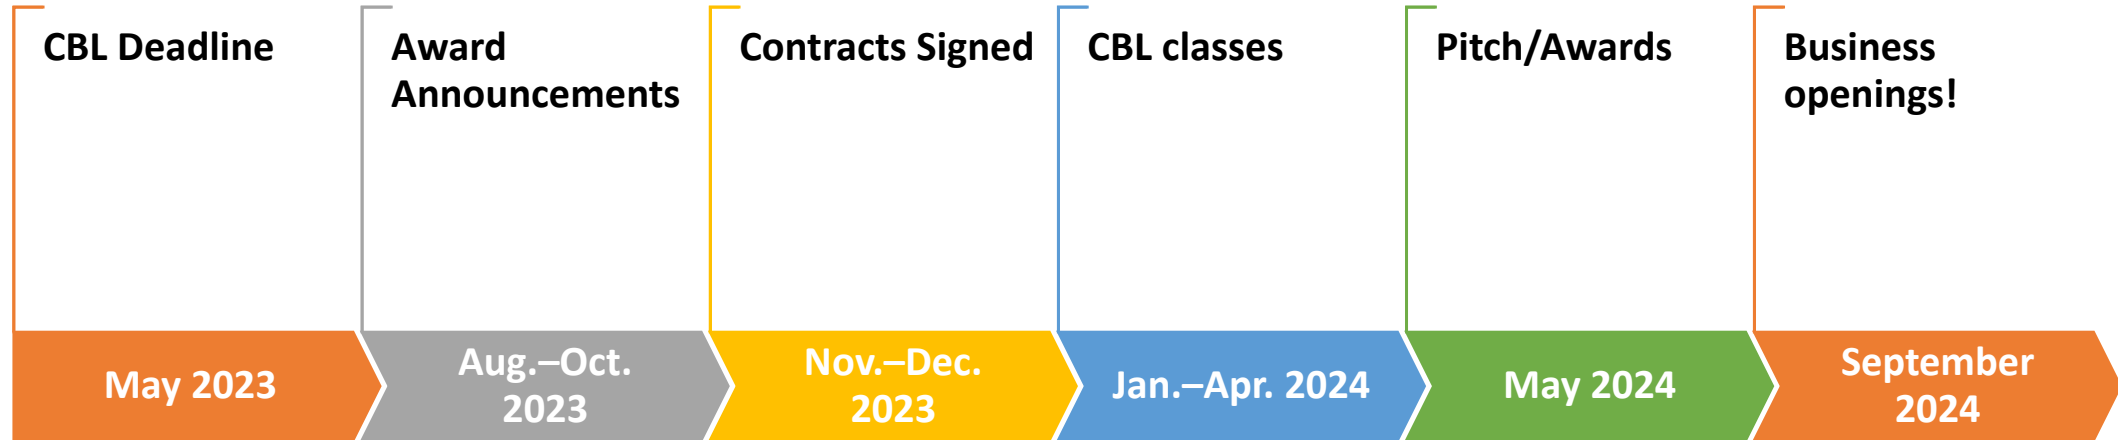 CBL Deadline
Award
Announcements
Contracts Signed
CBL classes
Pitch/Awards
Business
openings!
May 2023
Aug.–Oct.
2023
Nov.–Dec.
2023
Jan.–Apr. 2024
May 2024
September
2024